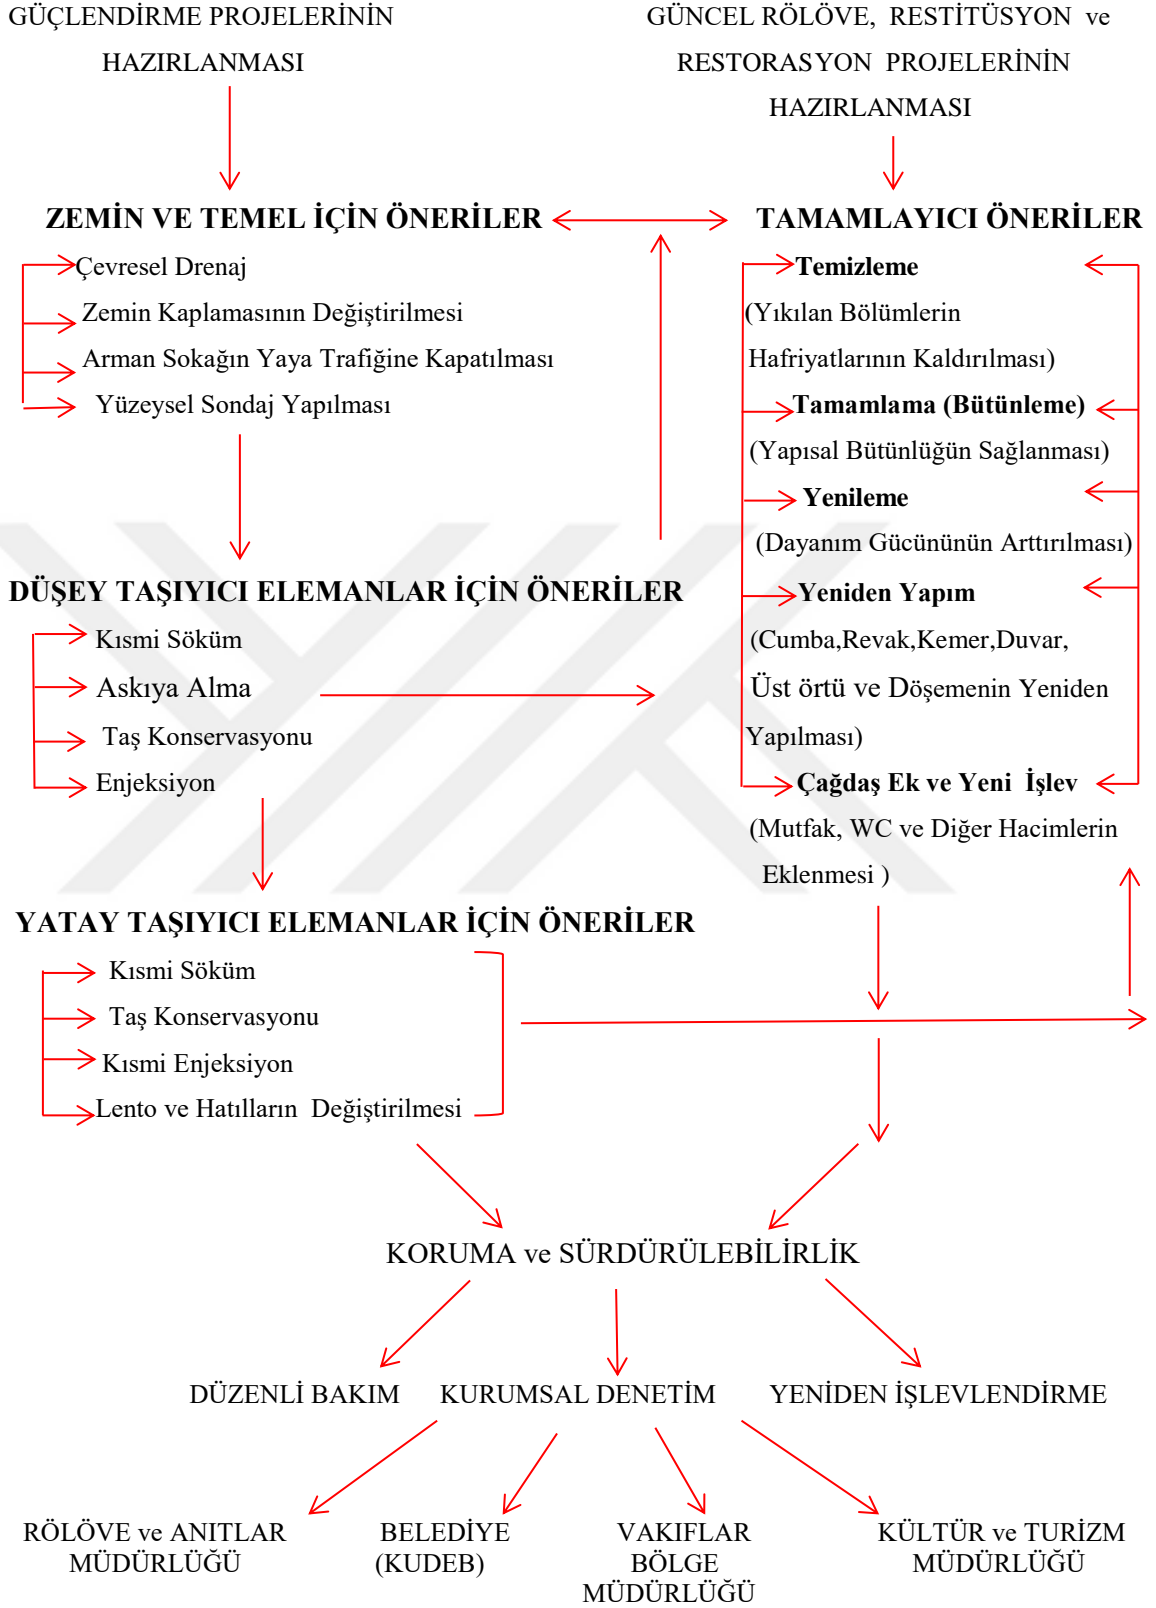 GÜÇLENDİRME PROJELERİNİN
HAZIRLANMASI
GÜNCEL RÖLÖVE, RESTİTÜSYON ve
RESTORASYON PROJELERİNİN
HAZIRLANMASI
ZEMİN VE TEMEL İÇİN ÖNERİLER
Çevresel Drenaj
Zemin Kaplamasının Değiştirilmesi
Arman Sokağın Yaya Trafiğine Kapatılması
Yüzeysel Sondaj Yapılması
DÜŞEY TAŞIYICI ELEMANLAR İÇİN ÖNERİLER
Kısmi Söküm
Askıya Alma
Taş Konservasyonu
Enjeksiyon
YATAY TAŞIYICI ELEMANLAR İÇİN ÖNERİLER
Kısmi Söküm
Taş Konservasyonu
Kısmi Enjeksiyon
Lento ve Hatılların Değiştirilmesi
TAMAMLAYICI ÖNERİLER
Temizleme
(Yıkılan Bölümlerin
Hafriyatlarının Kaldırılması)
Tamamlama (Bütünleme)
(Yapısal Bütünlüğün Sağlanması)
Yenileme
(Dayanım Gücününün Arttırılması)
Yeniden Yapım
(Cumba,Revak,Kemer,Duvar,
Üst örtü ve Döşemenin Yeniden
Yapılması)
Çağdaş Ek ve Yeni İşlev
(Mutfak, WC ve Diğer Hacimlerin
Eklenmesi )
KORUMA ve SÜRDÜRÜLEBİLİRLİK
DÜZENLİ BAKIM
KURUMSAL DENETİM
YENİDEN İŞLEVLENDİRME
RÖLÖVE ve ANITLAR
MÜDÜRLÜĞÜ
BELEDİYE
(KUDEB)
VAKIFLAR
BÖLGE
MÜDÜRLÜĞÜ
KÜLTÜR ve TURİZM
MÜDÜRLÜĞÜ